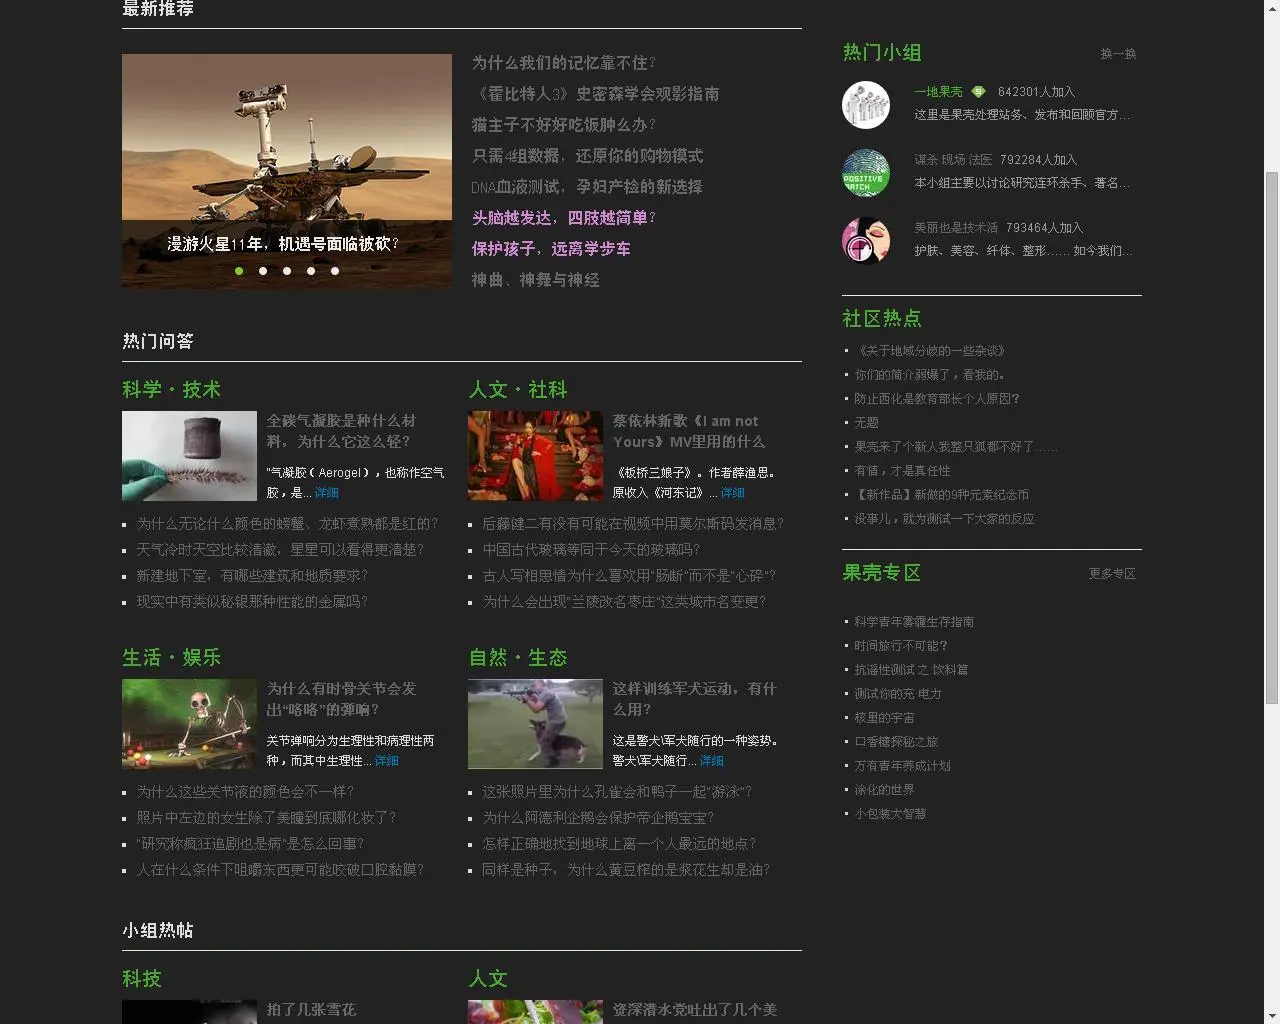 最新推荐
漫游火星11年，机遇号面临被砍？
为什么我们的记忆靠不住？
《霍比特人3》史密森学会观影指南
猫主子不好好吃饭肿么办？
只需4组数据，还原你的购物模式
DNA血液测试，孕妇产检的新选择
头脑越发达，四肢越简单？
保护孩子，远离学步车
神曲、神舞与神经
热门问答
科学 · 技术
全碳气凝胶是种什么材
料，为什么它这么轻？
"气凝胶（Aerogel），也称作空气
胶，是... 详细
为什么无论什么颜色的螃蟹、龙虾煮熟都是红的？
天气冷时天空比较清澈，星星可以看得更清楚？
新建地下室，有哪些建筑和地质要求？
现实中有类似秘银那种性能的金属吗？
人文 · 社科
蔡依林新歌《I am not
Yours》MV里用的什么
《板桥三娘子》。作者薛渔思。
原收入《河东记》... 详细
后藤健二有没有可能在视频中用莫尔斯码发消息？
中国古代玻璃等同于今天的玻璃吗？
古人写相思情为什么喜欢用"肠断"而不是"心碎"？
为什么会出现"兰陵改名枣庄"这类城市名变更？
生活 · 娱乐
为什么有时骨关节会发
出“咯咯”的弹响？
关节弹响分为生理性和病理性两
种，而其中生理性... 详细
为什么这些关节液的颜色会不一样？
照片中左边的女生除了美瞳到底哪化妆了？
"研究称疯狂追剧也是病"是怎么回事？
人在什么条件下咀嚼东西更可能咬破口腔黏膜？
自然 · 生态
这样训练军犬运动，有什
么用？
这是警犬\军犬随行的一种姿势。
警犬\军犬随行... 详细
这张照片里为什么孔雀会和鸭子一起"游泳"？
为什么阿德利企鹅会保护帝企鹅宝宝？
怎样正确地找到地球上离一个人最远的地点？
同样是种子，为什么黄豆榨的是浆花生却是油？
小组热帖
科技
拍了几张雪花
人文
资深潜水党吐出了几个美
热门小组
换一换
一地果壳 642301人加入
这里是果壳处理站务、发布和回顾官方...
POSITIVE
MATCH
谋杀 现场 法医 792284人加入
本小组主要以讨论研究连环杀手、著名...
美丽也是技术活 793464人加入
护肤、美容、纤体、整形…… 如今我们...
社区热点
《关于地域分歧的一些杂谈》
你们的简介弱爆了，看我的。
防止西化是教育部长个人原因？
无题
果壳来了个新人我整只狐都不好了……
有情，才是真任性
【新作品】新做的9种元素纪念币
没事儿，就为测试一下大家的反应
果壳专区
更多专区
科学青年雾霾生存指南
时间旅行不可能？
抗谣性测试 之 饮料篇
测试你的充·电力
核里的宇宙
口香糖探秘之旅
万有青年养成计划
涂化的世界
小包装大智慧